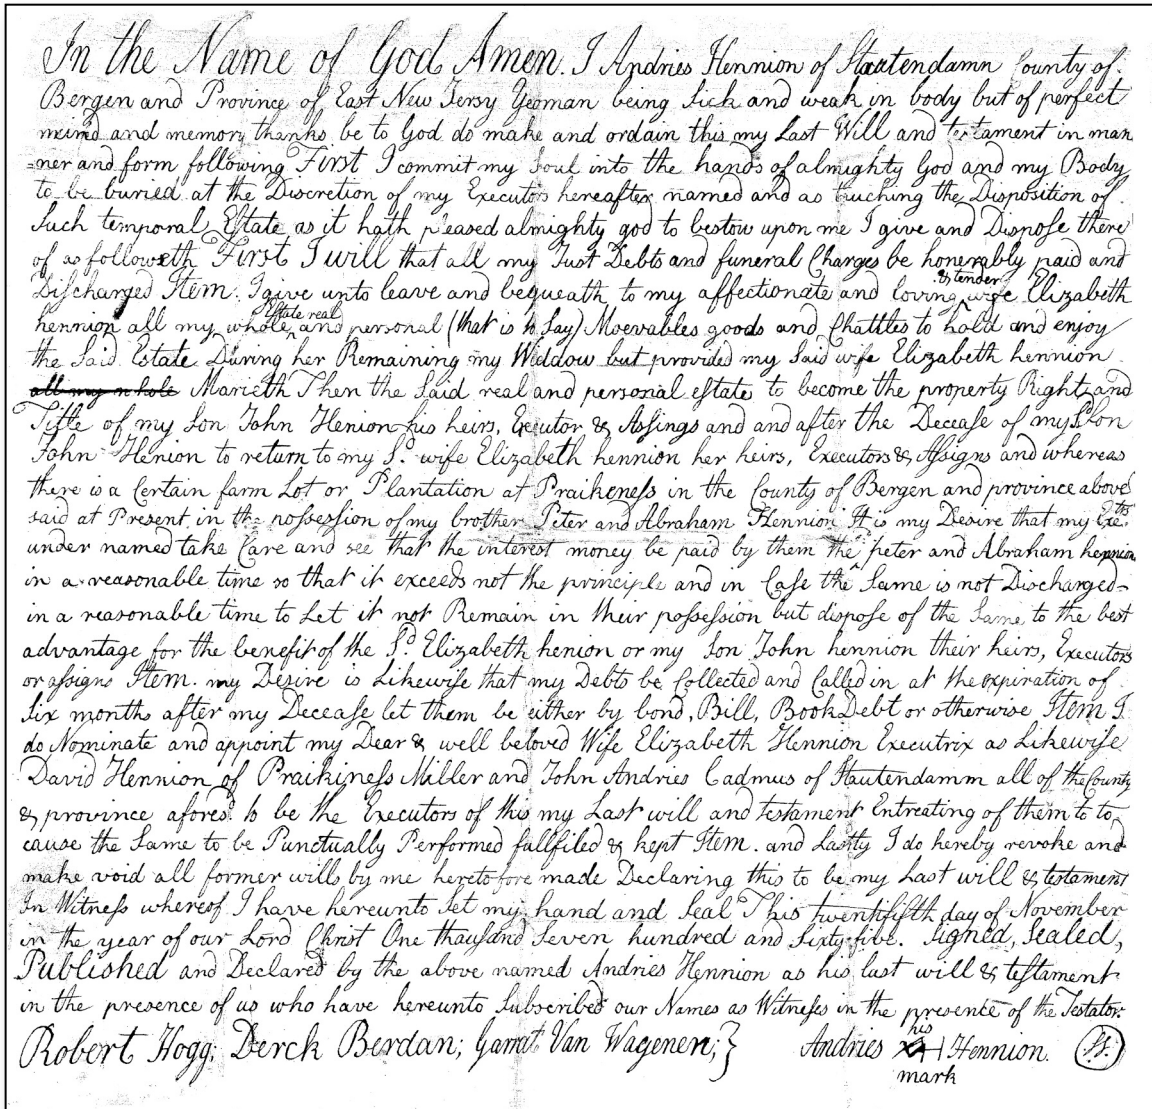 In the Name of God Amen. I Andries Hennion of Slautendamn County of
Bergen and Province of East New Jersy Yeoman being Sick and weak in body but of perfect
meind and memory thanks be to God do make and ordain this my Last Will and testament in man
=ner and form following First I commit my Soul into the hands of almighty God and my Body
to be buried at the Discretion of my Executors hereafter named and as tuching the Disposition of
Such temporal Estate as it hath pleased almighty god to bestow upon me I give and Dispose there
of as followeth First I will that all my Just Debts and funeral Charges be honerably paid and
Discharged Item. I give unto leave and bequeath to my affectionate and loving & tender wife Elizabeth
hennion all my whole Estate real and personal (that is to Say) Moevables goods and Chattles to hold and enjoy
the Said Estate During her Remaining my Widdow but provided my Said wife Elizabeth hennion
all my whole Marieth Then the Said real and personal estate to become the property Right and
Title of my Son John Henion his heirs, Executor & Assings and and after the Decease of my Sd Son
John Henion to return to my Sd wife Elizabeth hennion her heirs, Executors & Assigns and whereas
there is a Certain farm Lot or Plantation at Praikeness in the County of Bergen and province above
said at Present in the possession of my brother Peter and Abraham Hennion It is my Desire that my Exe:
under named take Care and see that the interest money be paid by them the peter and Abraham hennion
in a reasonable time so that it exceeds not the principle and in Case the Same is not Discharged=
in a reasonable time to Let it not Remain in their possession but dispose of the Same to the best
advantage for the benefit of the Sd Elizabeth henion or my Son John hennion their heirs, Executors
or assigns Item. my Desire is Likewise that my Debts be Collected and Called in at the expiration of
Six months after my Decease let them be either by bond, Bill, Book Debt or otherwise Item I
do Nominate and appoint my Dear & well beloved Wife Elizabeth Hennion Executrix as Likewise
David Hennion of Praikiness Miller and John Andries Cadmus of Slautendamm all of the County
& province aforesd to be the Executors of this my Last will and testament Entreating of them to to
cause the Same to be Punctually Performed fullfiled & kept Item. and Lastly I do hereby revoke and
make void all former wills by me heretofore made Declaring this to be my Last will & testament
In Witness whereof I have hereunto Set my hand and Seal This twentififth day of November
in the year of our Lord Christ One thausand Seven hundred and Sixty five. Signed, Sealed,
Published and Declared by the above named Andries Hennion as his last will & testament
in the presence of us who have hereunto Subscribed our Names as Witness in the presence of the Testator.
Robert Hogg; Derck Berdan; Garrat Van Wagenen; } Andries his mark Hennion.